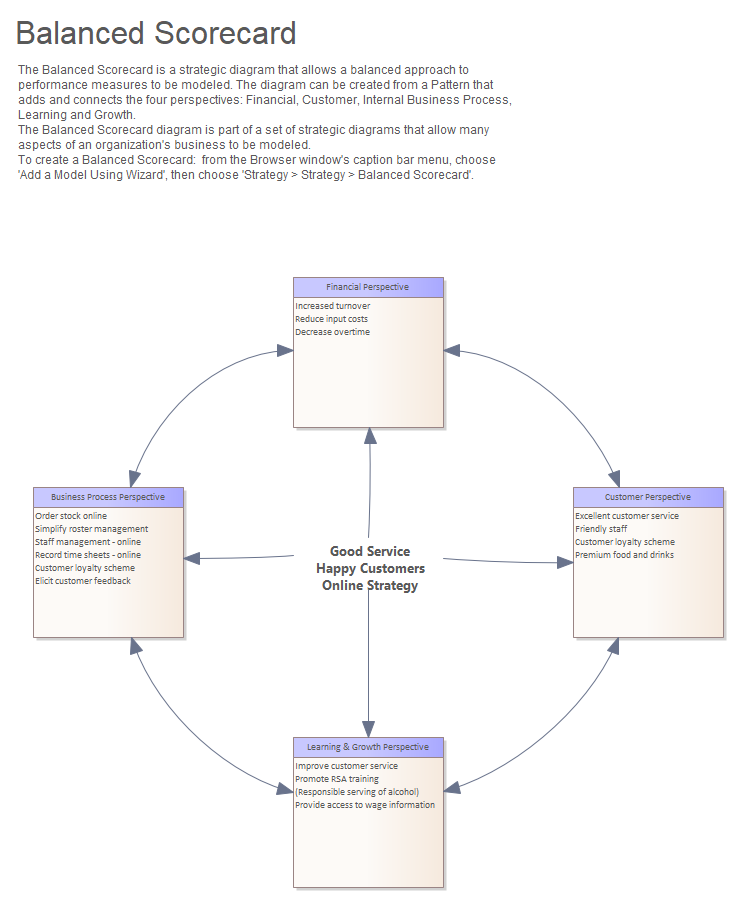 Balanced Scorecard
The Balanced Scorecard is a strategic diagram that allows a balanced approach to
performance measures to be modeled. The diagram can be created from a Pattern that
adds and connects the four perspectives: Financial, Customer, Internal Business Process,
Learning and Growth.
The Balanced Scorecard diagram is part of a set of strategic diagrams that allow many
aspects of an organization's business to be modeled.
To create a Balanced Scorecard:  from the Browser window's caption bar menu, choose
'Add a Model Using Wizard', then choose 'Strategy > Strategy > Balanced Scorecard'.
Financial Perspective
Increased turnover
Reduce input costs
Decrease overtime
Business Process Perspective
Order stock online
Simplify roster management
Staff management - online
Record time sheets - online
Customer loyalty scheme
Elicit customer feedback
Good Service
Happy Customers
Online Strategy
Customer Perspective
Excellent customer service
Friendly staff
Customer loyalty scheme
Premium food and drinks
Learning & Growth Perspective
Improve customer service
Promote RSA training
(Responsible serving of alcohol)
Provide access to wage information